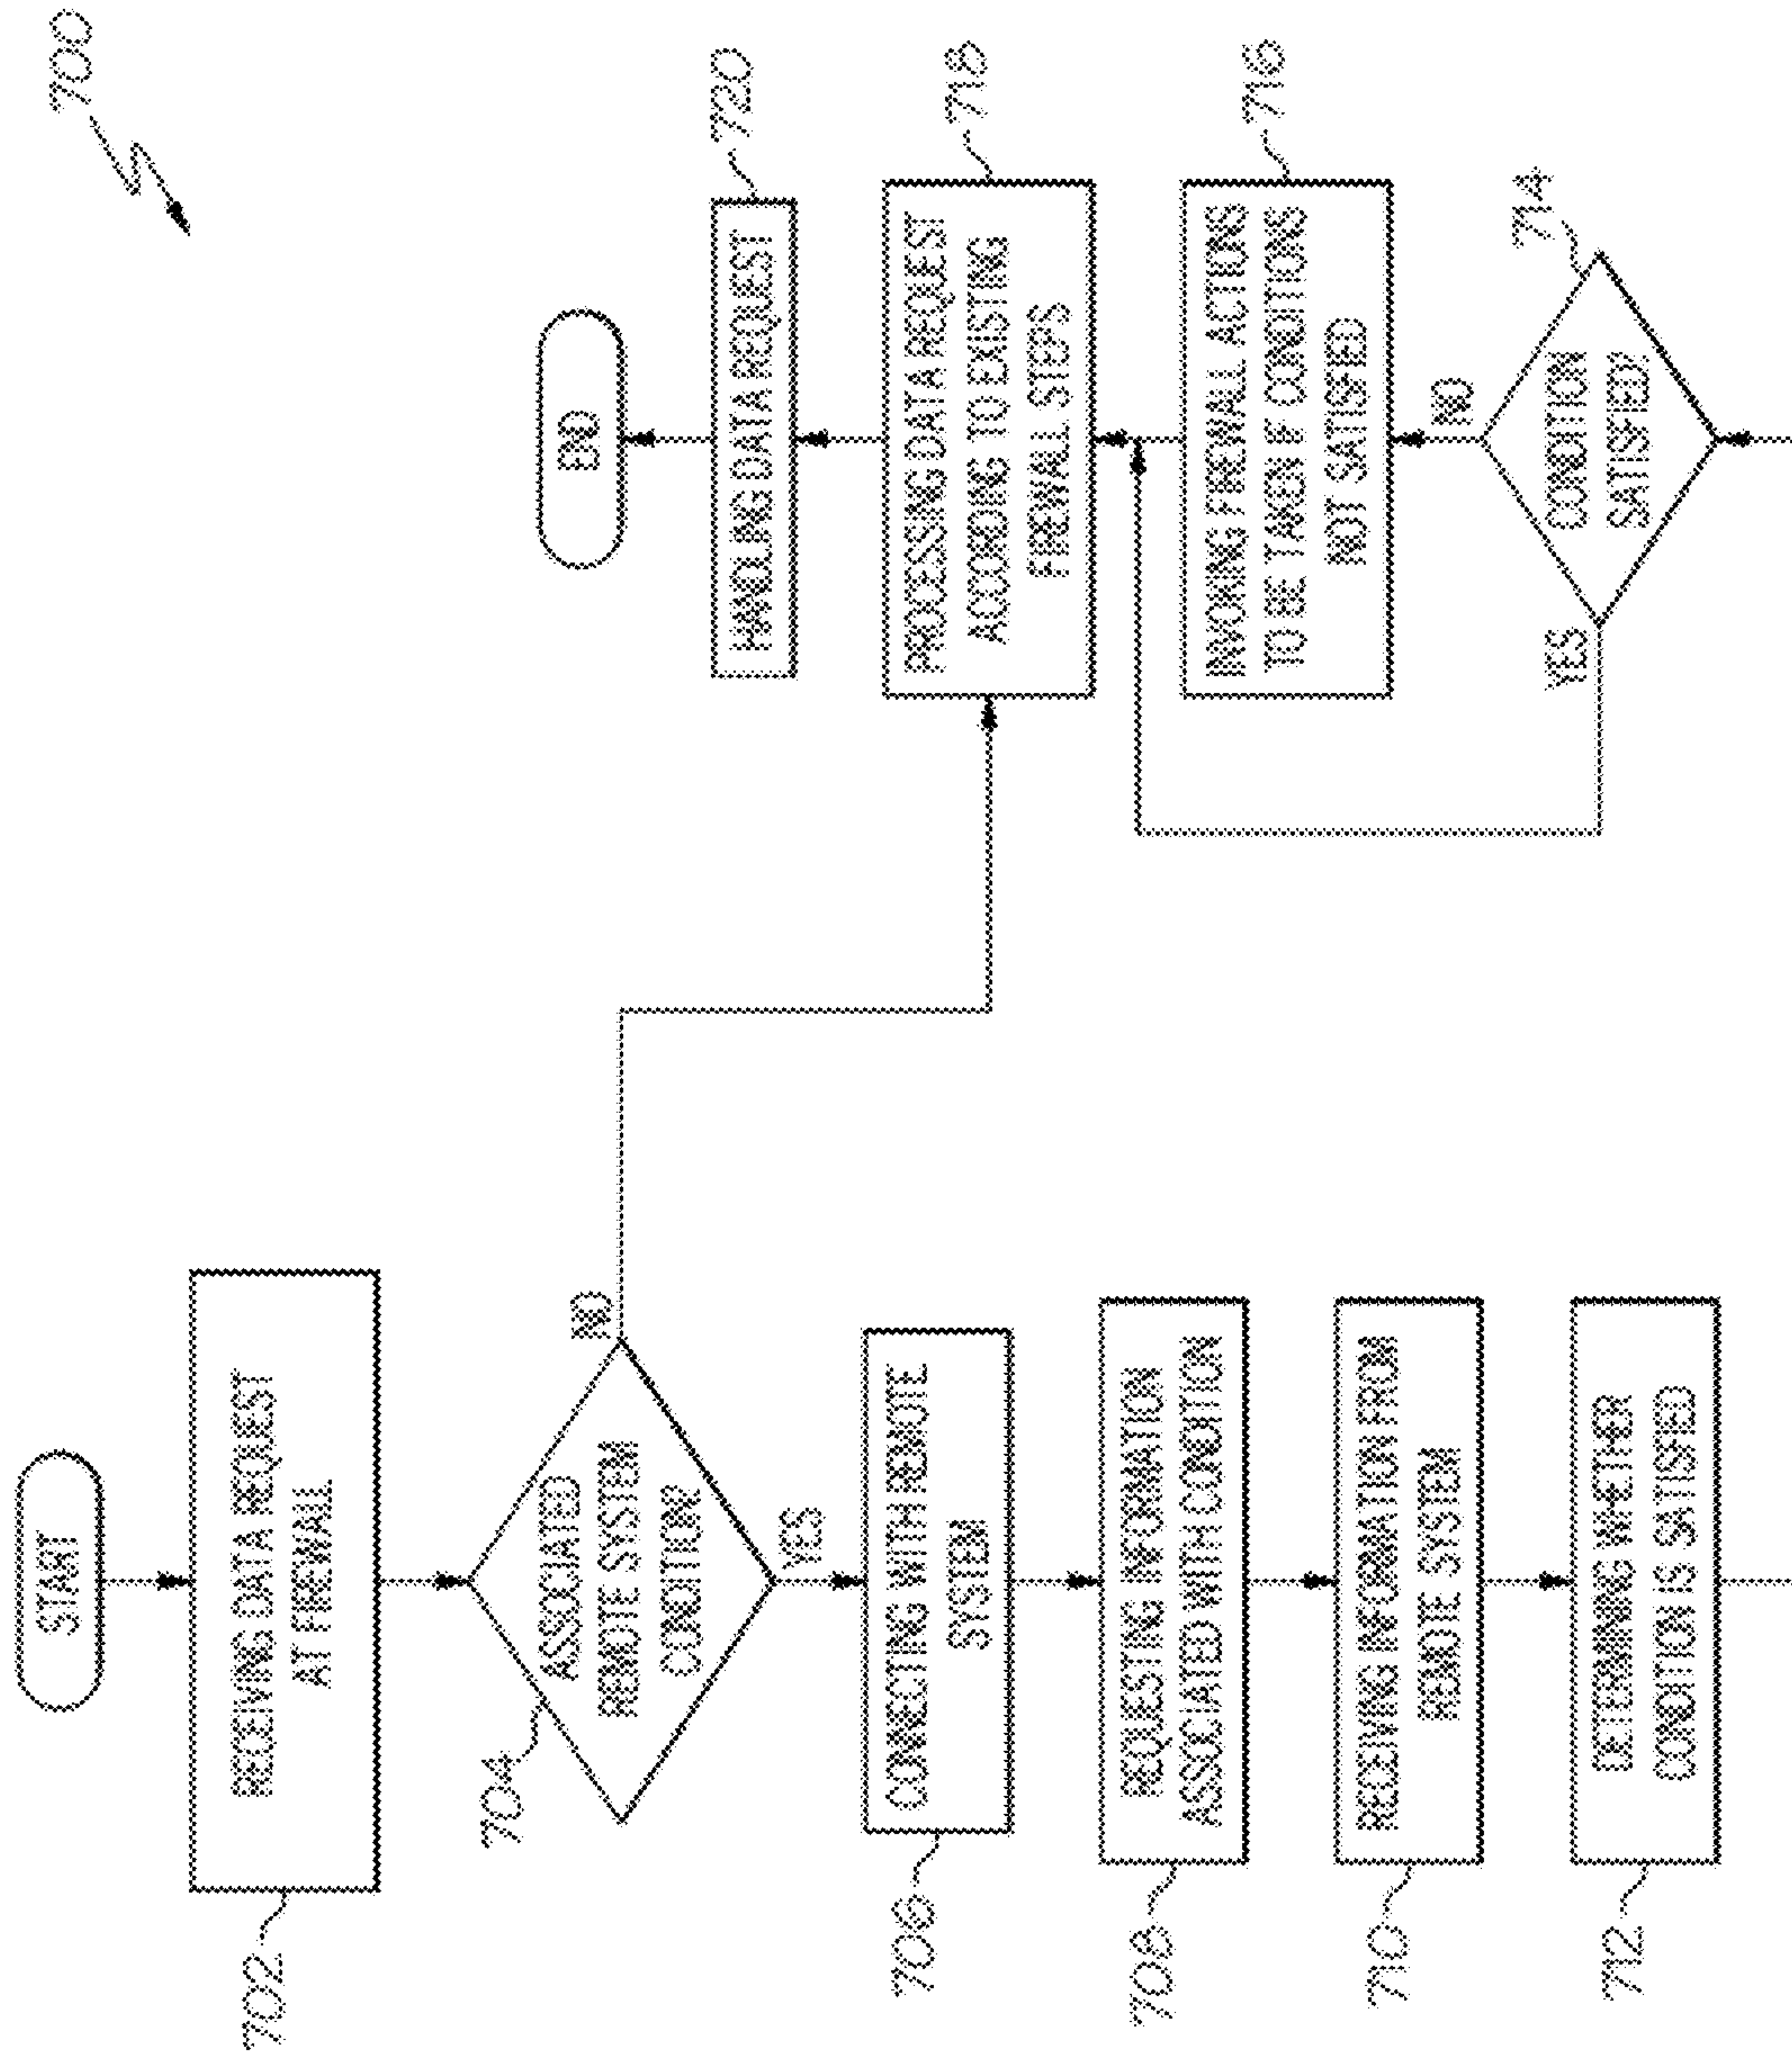 700
START
702
RECEIVING DATA REQUEST
AT FIREWALL
704
ASSOCIATED
REMOTE SYSTEM
CONDITION
NO
YES
706
CONNECTING WITH REMOTE
SYSTEM
708
REQUESTING INFORMATION
ASSOCIATED WITH CONDITION
710
RECEIVING INFORMATION FROM
REMOTE SYSTEM
712
DETERMINING WHETHER
CONDITION IS SATISFIED
714
CONDITION
SATISFIED
YES
NO
716
INVOKING FIREWALL ACTIONS
TO BE TAKEN IF CONDITIONS
NOT SATISFIED
718
PROCESSING DATA REQUEST
ACCORDING TO EXISTING
FIREWALL STEPS
720
HANDLING DATA REQUEST
END